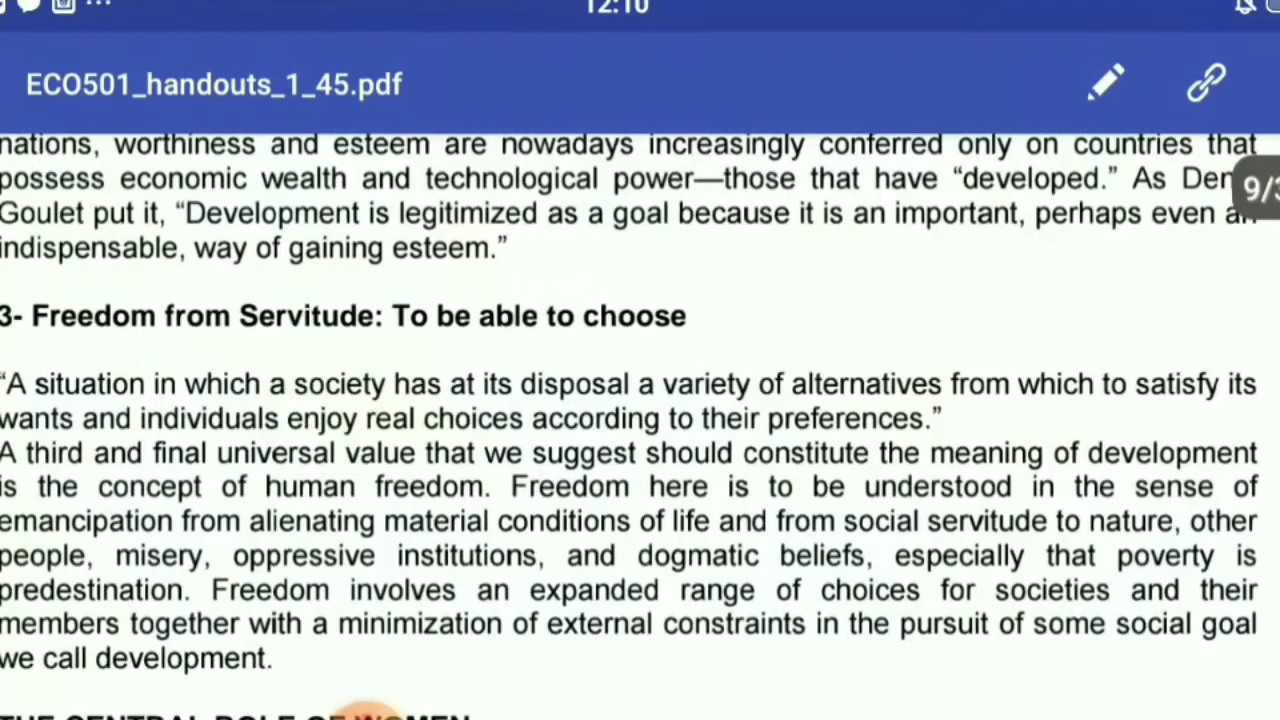 12:10
ECO501_handouts_1_45.pdf
nations, worthiness and esteem are nowadays increasingly conferred only on countries that
possess economic wealth and technological power—those that have “developed.” As
9/3
Goulet put it, “Development is legitimized as a goal because it is an important, perhaps even an
indispensable, way of gaining esteem.”
3- Freedom from Servitude: To be able to choose
“A situation in which a society has at its disposal a variety of alternatives from which to satisfy its
wants and individuals enjoy real choices according to their preferences.”
A third and final universal value that we suggest should constitute the meaning of development
is the concept of human freedom. Freedom here is to be understood in the sense of
emancipation from alienating material conditions of life and from social servitude to nature, other
people, misery, oppressive institutions, and dogmatic beliefs, especially that poverty is
predestination. Freedom involves an expanded range of choices for societies and their
members together with a minimization of external constraints in the pursuit of some social goal
we call development.
THE CENTRAL ROLE OF WOMEN